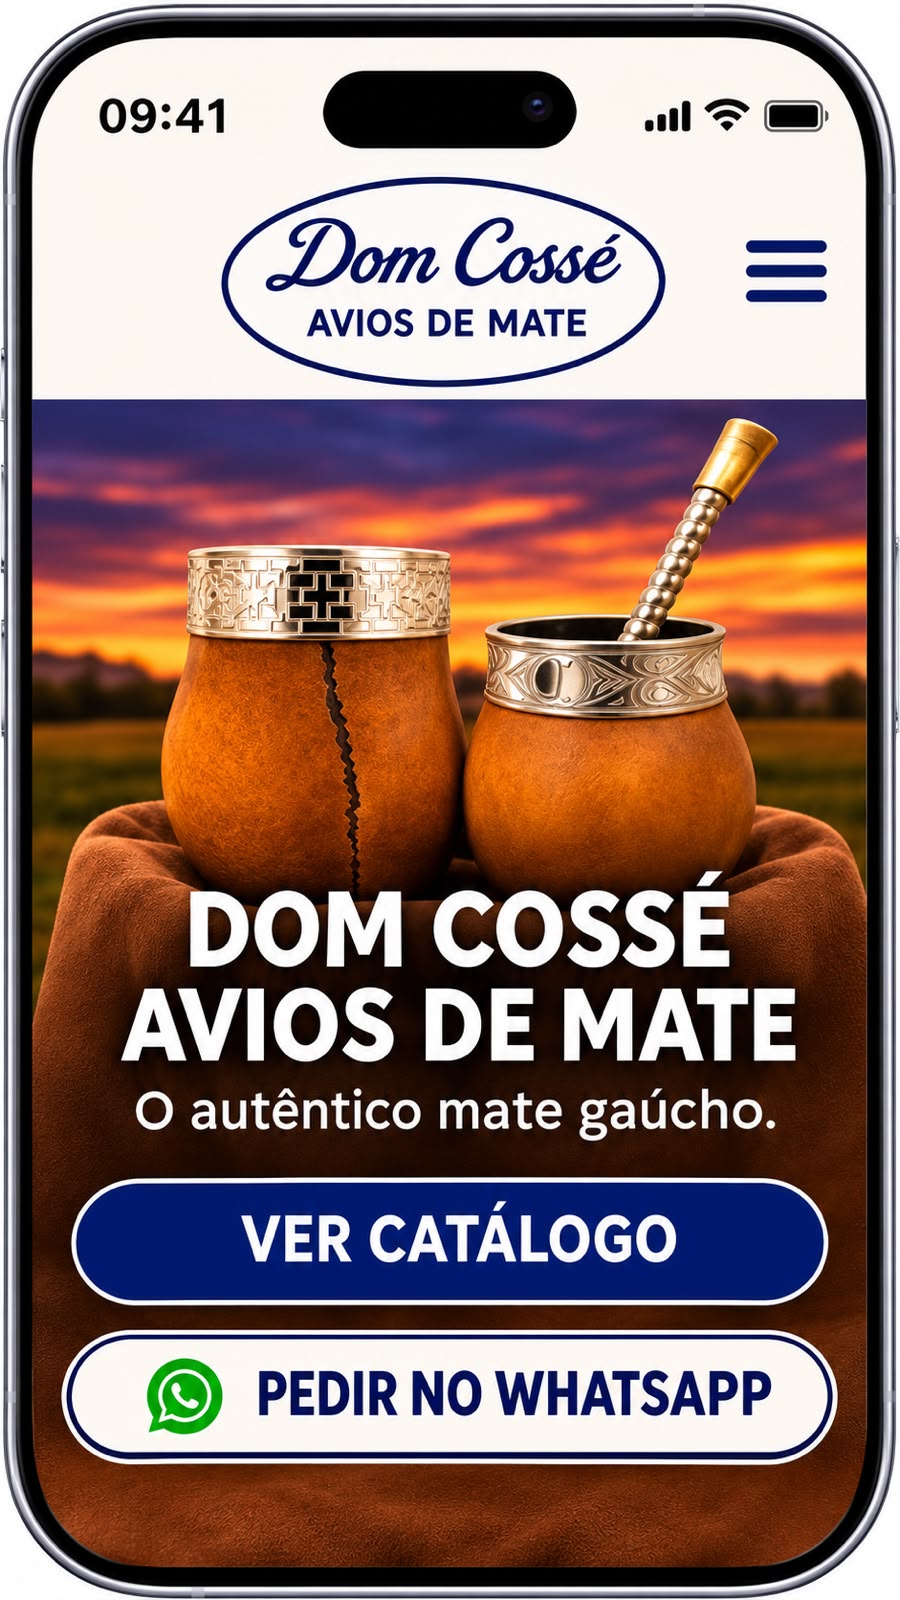 09:41
Dom Cossé
AVIOS DE MATE
C.
DOM COSSÉ
AVIOS DE MATE
O autêntico mate gaúcho.
VER CATÁLOGO
PEDIR NO WHATSAPP